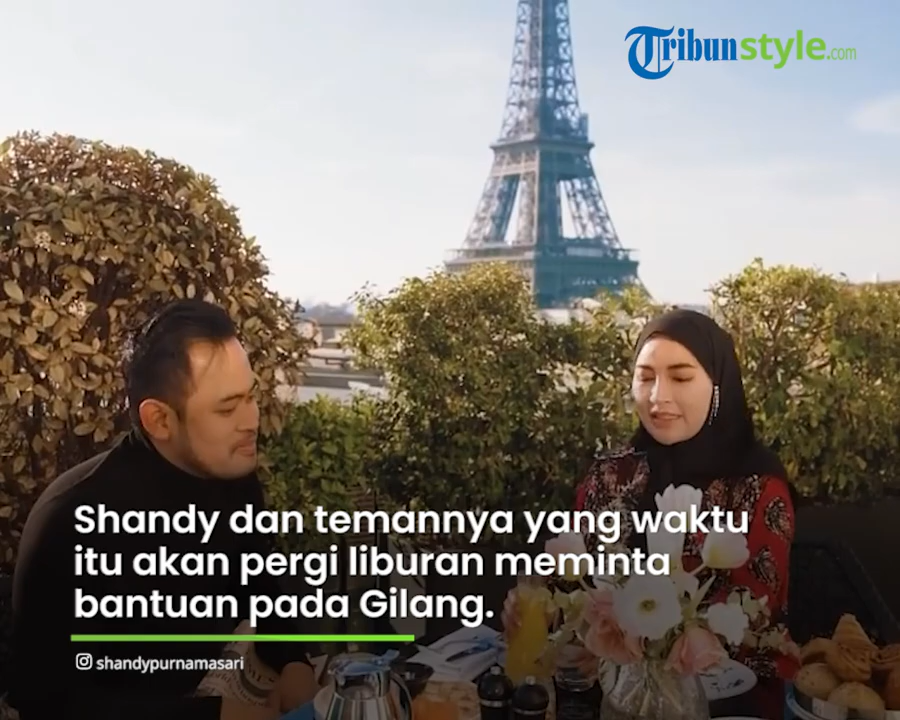 Tribunstyle.com
Shandy dan temannya yang waktu
itu akan pergi liburan meminta
bantuan pada Gilang.
shandypurnamasari